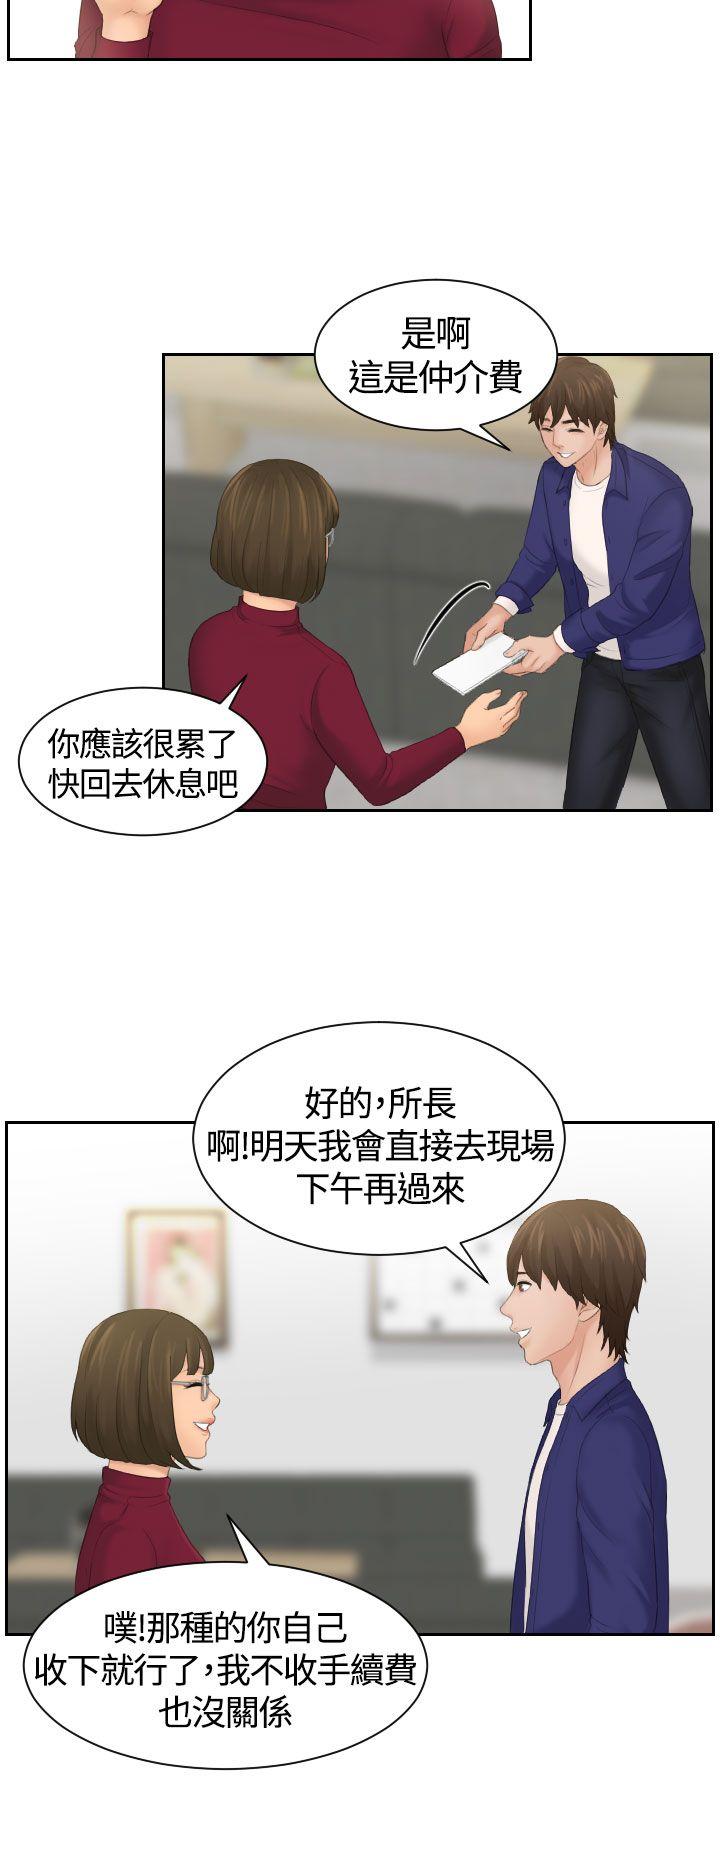 是啊
這是仲介費
你應該很累了
快回去休息吧
好的，所長
啊!明天我會直接去現場
下午再過來
噗!那種的你自己
收下就行了，我不收手續費
也沒關係